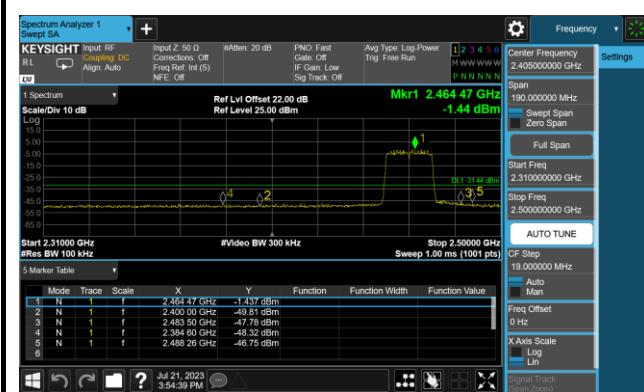 Spectrum Analyzer 1
Swept SA
+
Frequency
KEYSIGHT Input: RF
RL Coupling: DC
Align: Auto
Input Z: 50 Ω
Corrections: Off
Freq Ref: Int (S)
NFE: Off
#Atten: 20 dB
PNO: Fast
Gate: Off
IF Gain: Low
Sig Track: Off
Avg Type: Log-Power
Trig: Free Run
1 2 3 4 5 6
M W W W W W
P N N N N N
1 Spectrum
Scale/Div 10 dB
Ref Lvl Offset 22.00 dB
Ref Level 25.00 dBm
Mkr1 2.464 47 GHz
-1.44 dBm
Log
15.0
5.00
-5.00
-15.0
-25.0
-35.0
-45.0
-55.0
-65.0
1
DL1 -31.44 dBm
4
2
3
5
Start 2.31000 GHz
#Res BW 100 kHz
#Video BW 300 kHz
Stop 2.50000 GHz
Sweep 1.00 ms (1001 pts)
5 Marker Table
Mode Trace Scale X Y Function Function Width Function Value
1 N 1 f 2.464 47 GHz -1.437 dBm
2 N 1 f 2.400 00 GHz -49.81 dBm
3 N 1 f 2.483 50 GHz -47.78 dBm
4 N 1 f 2.384 60 GHz -48.32 dBm
5 N 1 f 2.488 26 GHz -46.75 dBm
6
Jul 21, 2023
3:54:39 PM
Center Frequency
2.405000000 GHz
Settings
Span
190.000000 MHz
Swept Span
Zero Span
Full Span
Start Freq
2.310000000 GHz
Stop Freq
2.500000000 GHz
AUTO TUNE
CF Step
19.000000 MHz
Auto
Man
Freq Offset
0 Hz
X Axis Scale
Log
Lin
Signal Track
(Span Zoom)